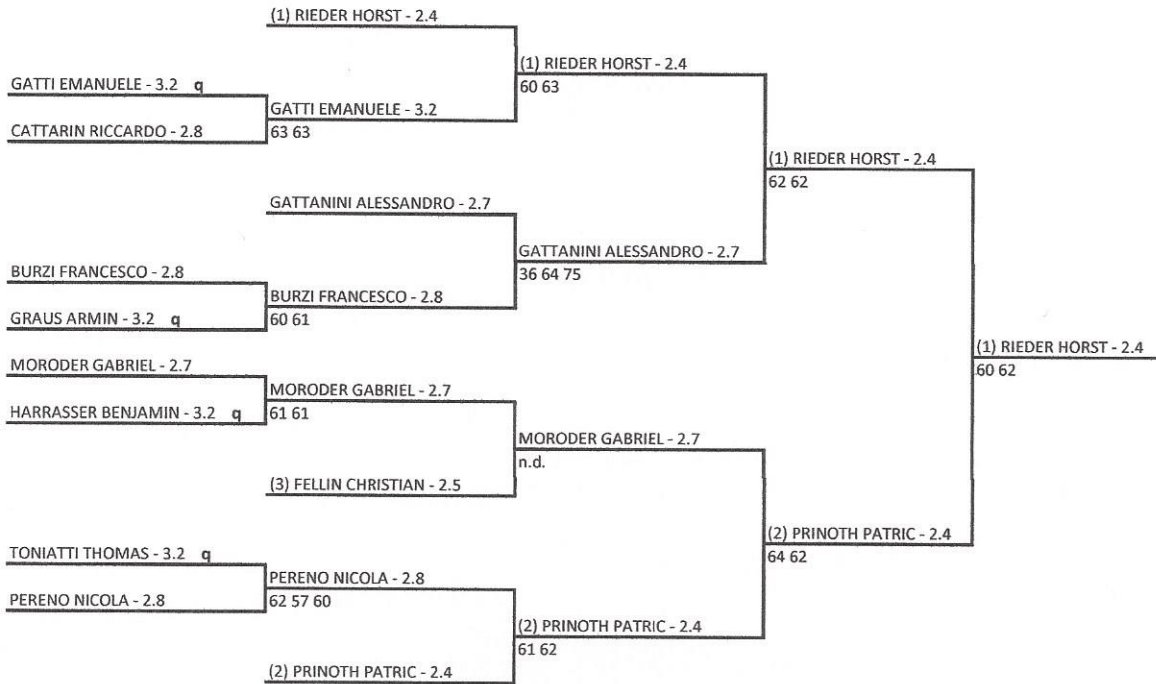 (1) RIEDER HORST - 2.4
(1) RIEDER HORST - 2.4
60 63
GATTI EMANUELE - 3.2 q
GATTI EMANUELE - 3.2
CATTARIN RICCARDO - 2.8
63 63
(1) RIEDER HORST - 2.4
62 62
GATTANINI ALESSANDRO - 2.7
GATTANINI ALESSANDRO - 2.7
36 64 75
BURZI FRANCESCO - 2.8
BURZI FRANCESCO - 2.8
GRAUS ARMIN - 3.2 q
60 61
(1) RIEDER HORST - 2.4
60 62
MORODER GABRIEL - 2.7
MORODER GABRIEL - 2.7
HARRASSER BENJAMIN - 3.2 q
61 61
MORODER GABRIEL - 2.7
n.d.
(3) FELLIN CHRISTIAN - 2.5
(2) PRINOTH PATRIC - 2.4
64 62
TONIATTI THOMAS - 3.2 q
PERENO NICOLA - 2.8
PERENO NICOLA - 2.8
62 57 60
(2) PRINOTH PATRIC - 2.4
61 62
(2) PRINOTH PATRIC - 2.4